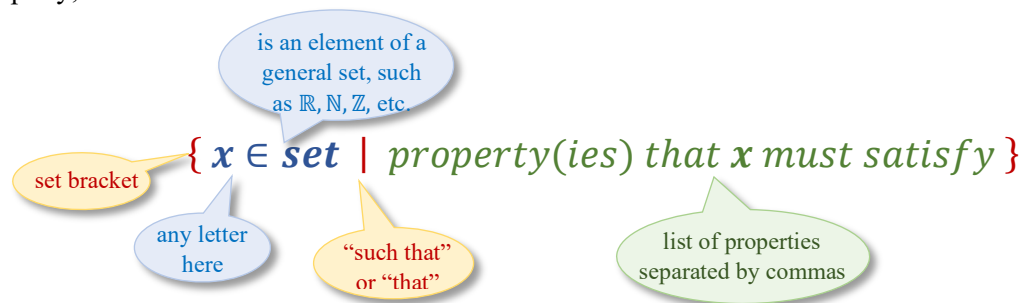 is an element of a
general set, such
as ℝ, ℕ, ℤ, etc.
{ x ∈ set | property(ies) that x must satisfy }
set bracket
any letter
here
“such that”
or “that”
list of properties
separated by commas